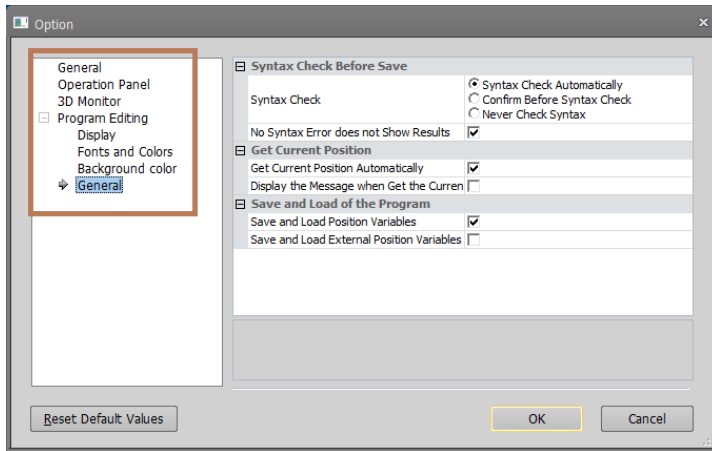 Option
General
Operation Panel
3D Monitor
Program Editing
Display
Fonts and Colors
Background color
General
Syntax Check Before Save
Syntax Check
Syntax Check Automatically
Confirm Before Syntax Check
Never Check Syntax
No Syntax Error does not Show Results
Get Current Position
Get Current Position Automatically
Display the Message when Get the Curren
Save and Load of the Program
Save and Load Position Variables
Save and Load External Position Variables
Reset Default Values
OK
Cancel